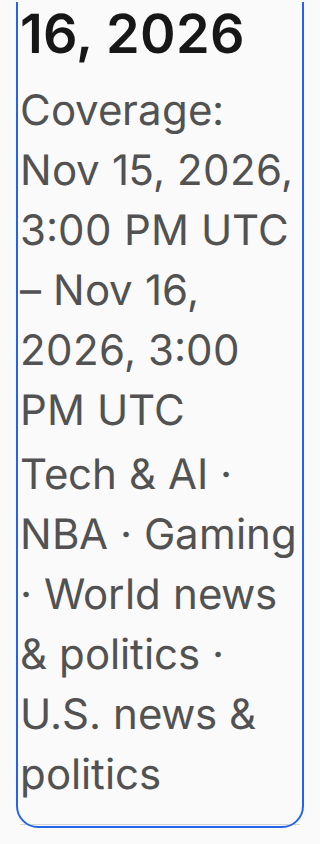 16, 2026
Coverage:
Nov 15, 2026,
3:00 PM UTC
– Nov 16,
2026, 3:00
PM UTC
Tech & AI ·
NBA · Gaming
· World news
& politics ·
U.S. news &
politics